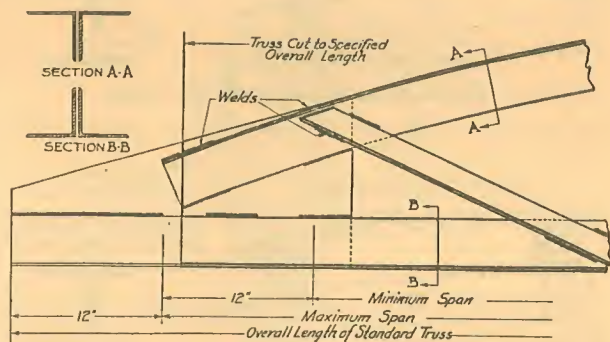 Truss Cut to Specified
Overall Length
SECTION A-A
Welds
A
A
SECTION B-B
B
B
12"
Minimum Span
12"
Maximum Span
Overall Length of Standard Truss